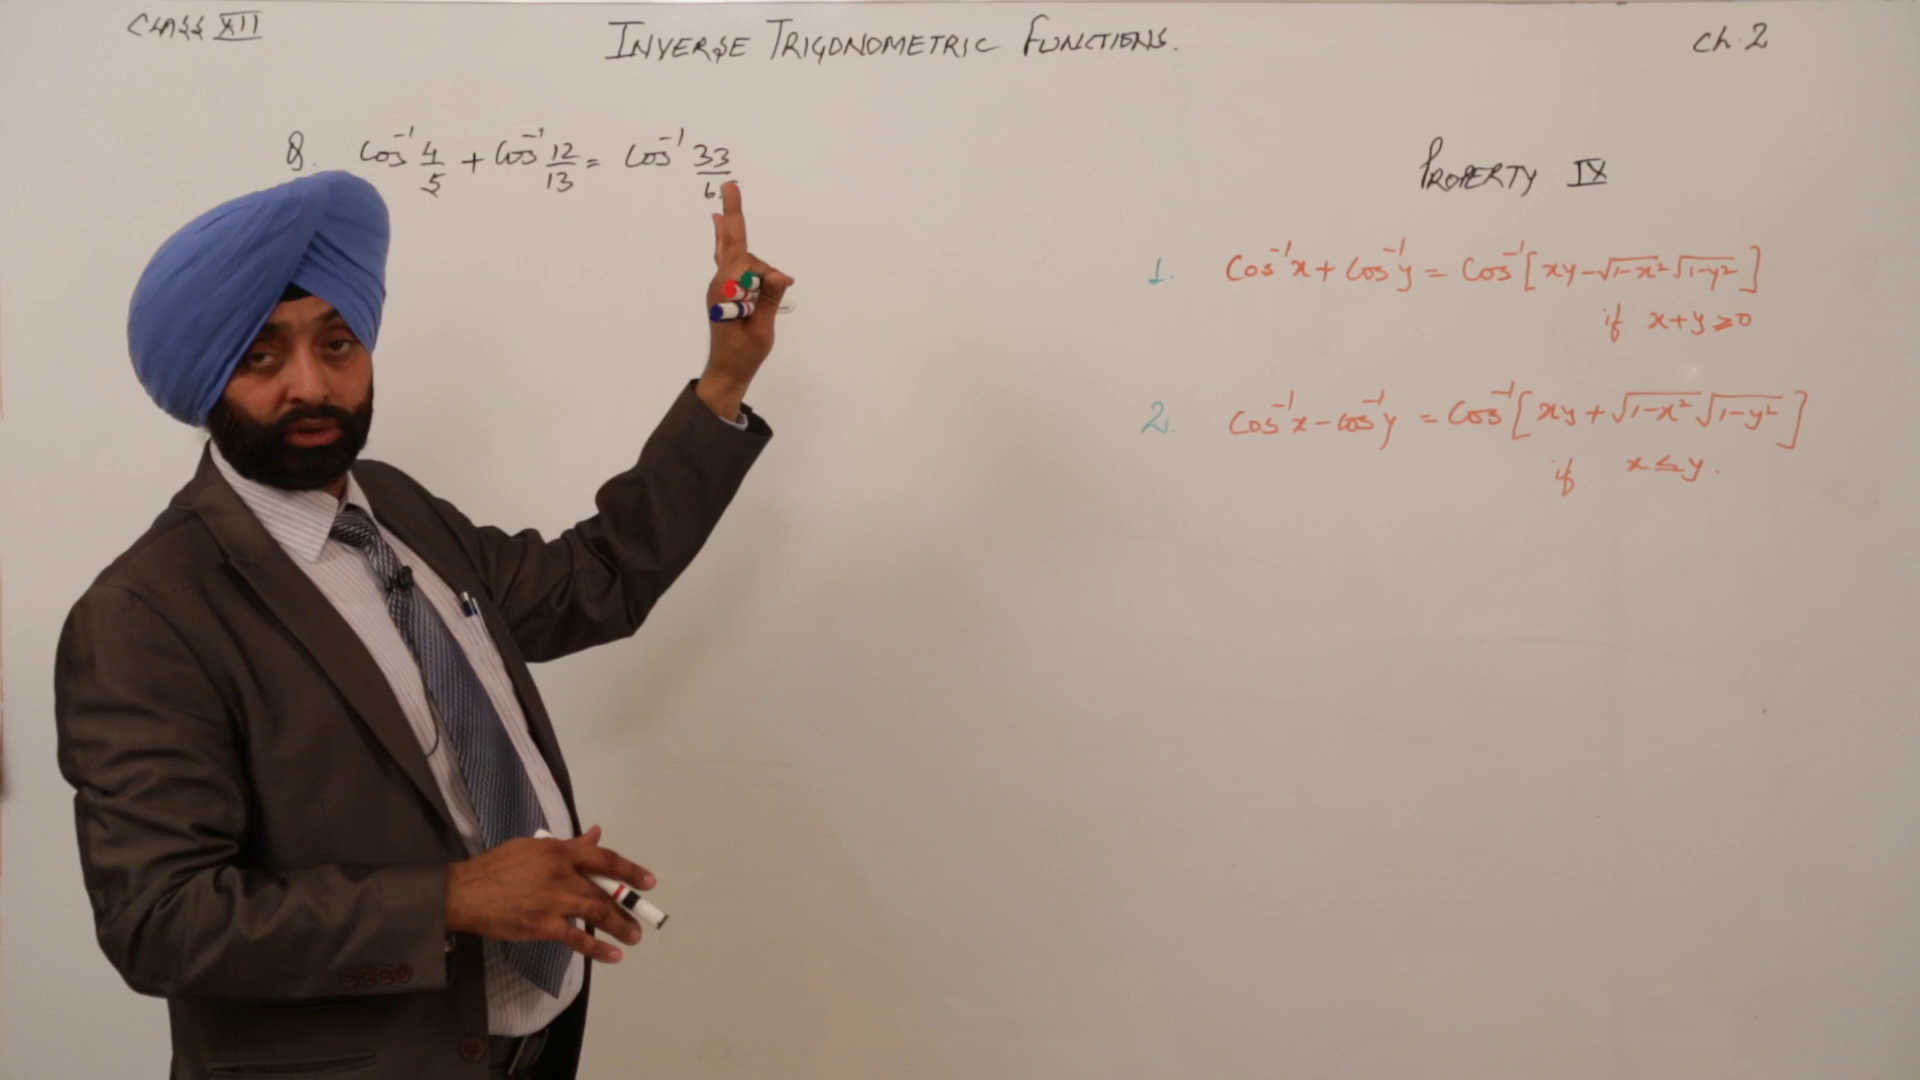 CLASS XII
INVERSE TRIGONOMETRIC FUNCTIONS.
Ch. 2
Q. Cos⁻¹ 4/5 + Cos⁻¹ 12/13 = Cos⁻¹ 33/65
PROPERTY IX
1. Cos⁻¹x + Cos⁻¹y = Cos⁻¹[xy - √1-x² √1-y²]
if x+y ≥ 0
2. Cos⁻¹x - cos⁻¹y = Cos⁻¹[xy + √1-x² √1-y²]
if x ≤ y.